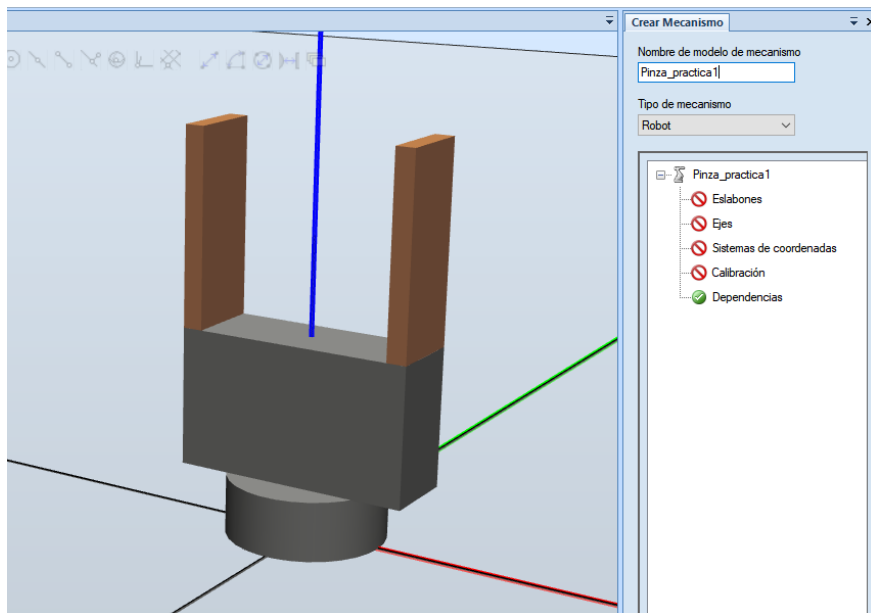 Crear Mecanismo
Nombre de modelo de mecanismo
Pinza_practica1
Tipo de mecanismo
Robot
Pinza_practica1
Eslabones
Ejes
Sistemas de coordenadas
Calibración
Dependencias